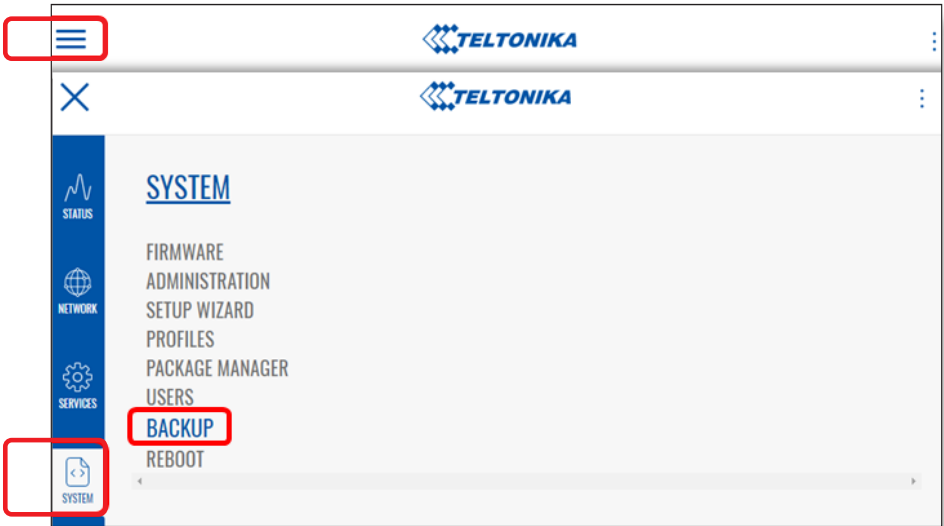 TELTONIKA
TELTONIKA
STATUS
NETWORK
SERVICES
SYSTEM
SYSTEM
FIRMWARE
ADMINISTRATION
SETUP WIZARD
PROFILES
PACKAGE MANAGER
USERS
BACKUP
REBOOT